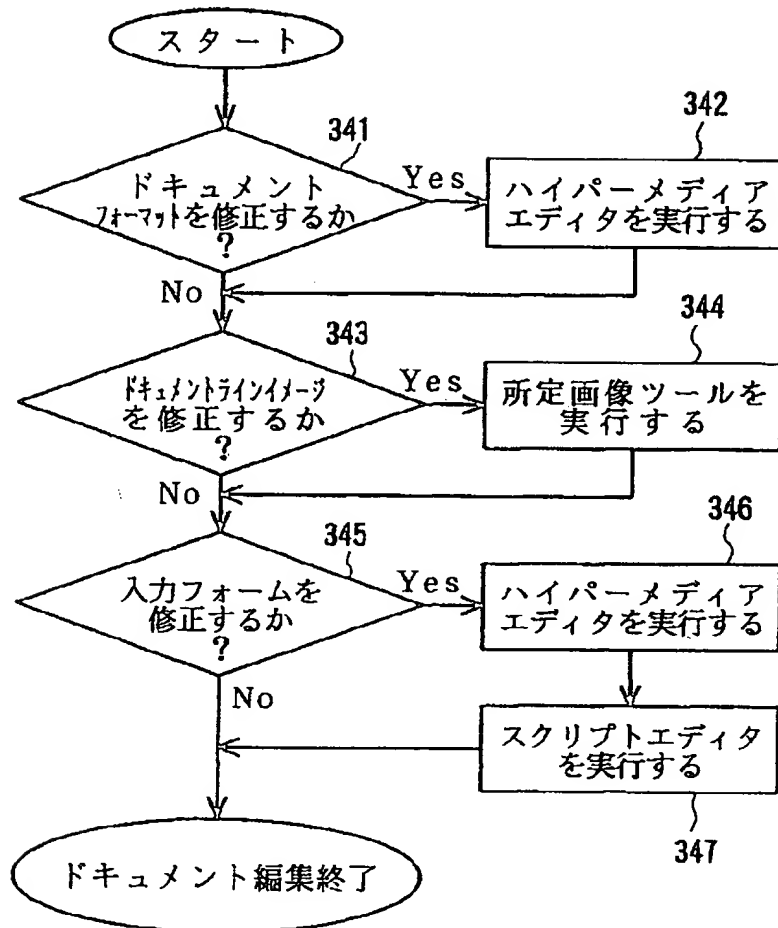 スタート
341
ドキュメント
フォーマットを修正するか
?
Yes
342
ハイパーメディア
エディタを実行する
No
343
ドキュメントラインイメージ
を修正するか
?
Yes
344
所定画像ツールを
実行する
No
345
入力フォームを
修正するか
?
Yes
346
ハイパーメディア
エディタを実行する
No
スクリプトエディタ
を実行する
347
ドキュメント編集終了